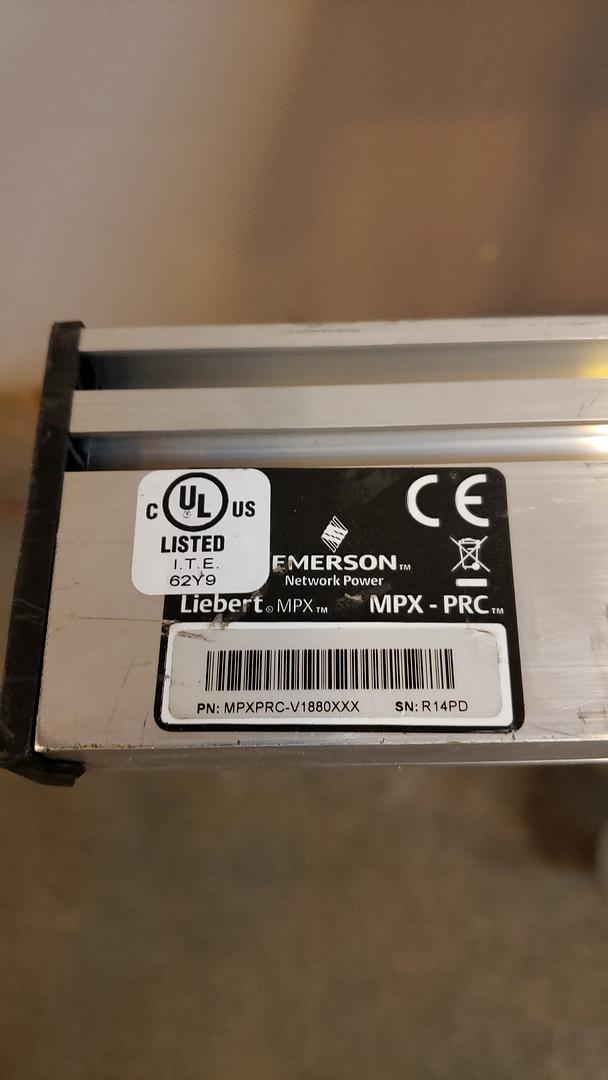 C UL US
LISTED
I.T.E.
62Y9
CE
EMERSON™
Network Power
Liebert® MPX™ MPX - PRC™
PN: MPXPRC-V1880XXX SN: R14PD